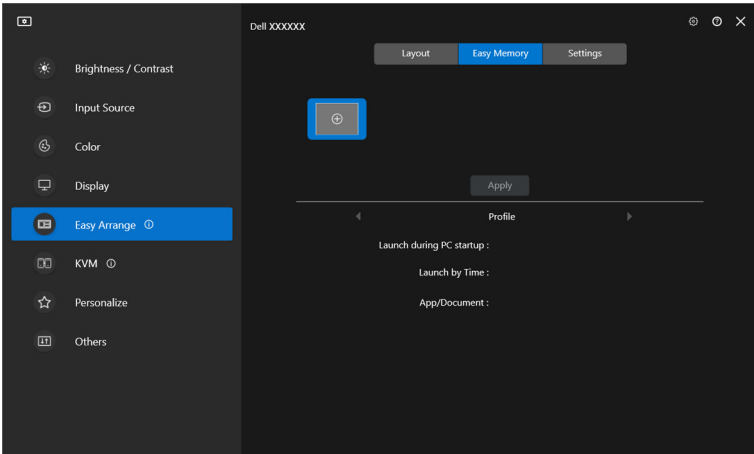 Dell XXXXXX
Layout Easy Memory Settings
Brightness / Contrast
Input Source
Color
Display
Easy Arrange
KVM
Personalize
Others
Apply
Profile
Launch during PC startup :
Launch by Time :
App/Document :